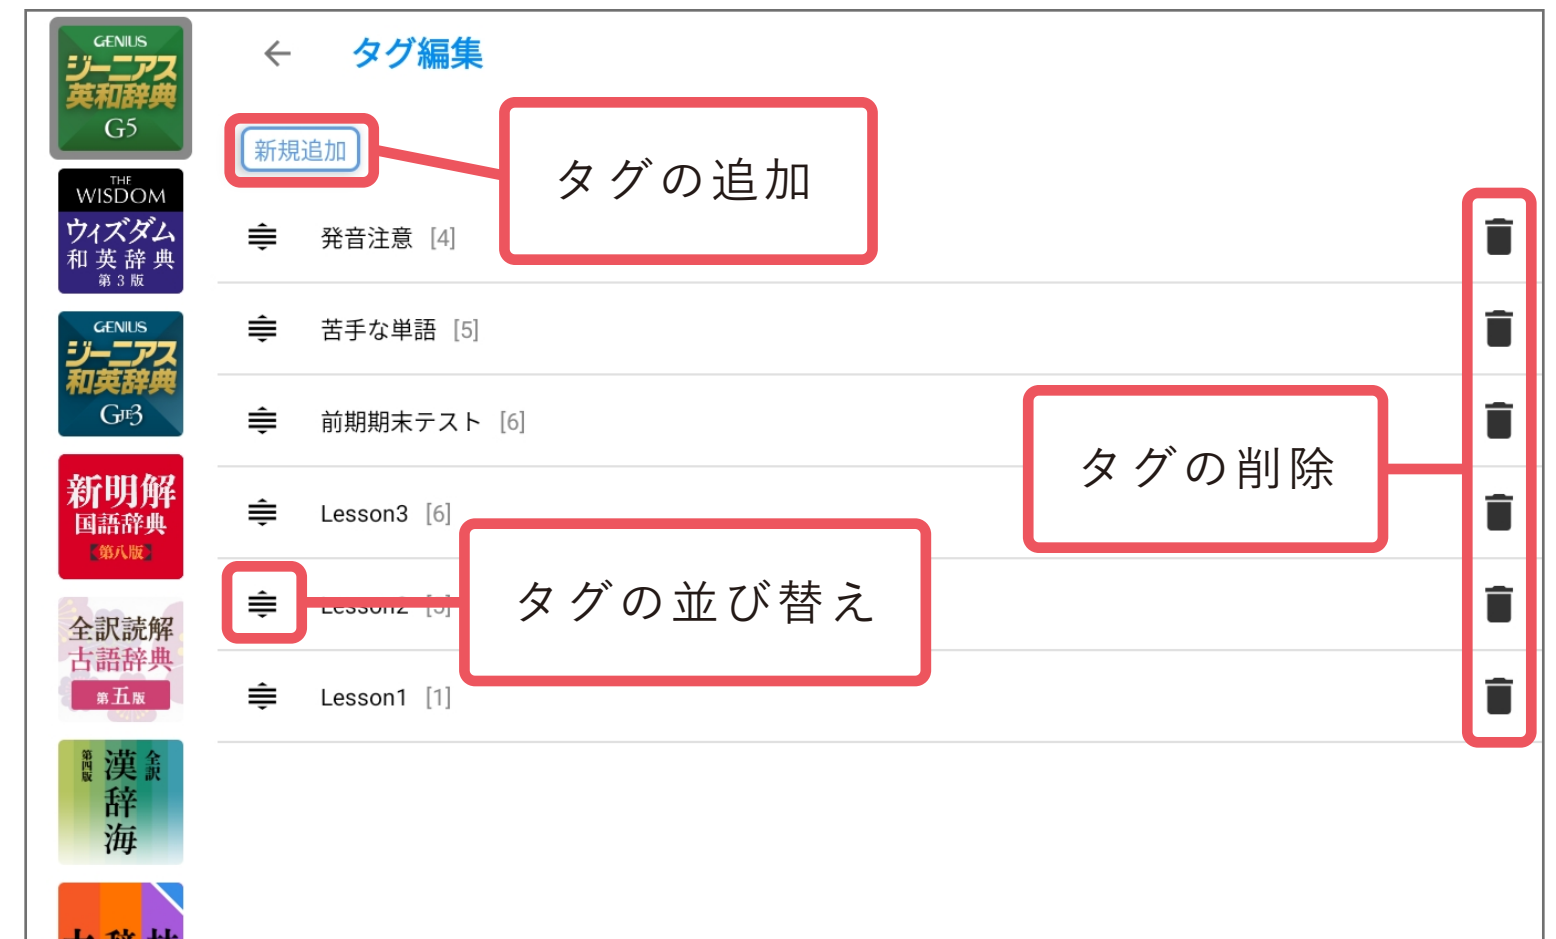 GENIUS
ジーニアス
英和辞典
G5
THE
WISDOM
ウィズダム
和英辞典
第3版
GENIUS
ジーニアス
和英辞典
GJE3
新明解
国語辞典
【第八版】
全訳読解
古語辞典
第五版
全訳
漢辞海
第四版
タグ編集
新規追加
タグの追加
発音注意 [4]
苦手な単語 [5]
前期期末テスト [6]
タグの削除
Lesson3 [6]
Lesson2
タグの並び替え
Lesson1 [1]